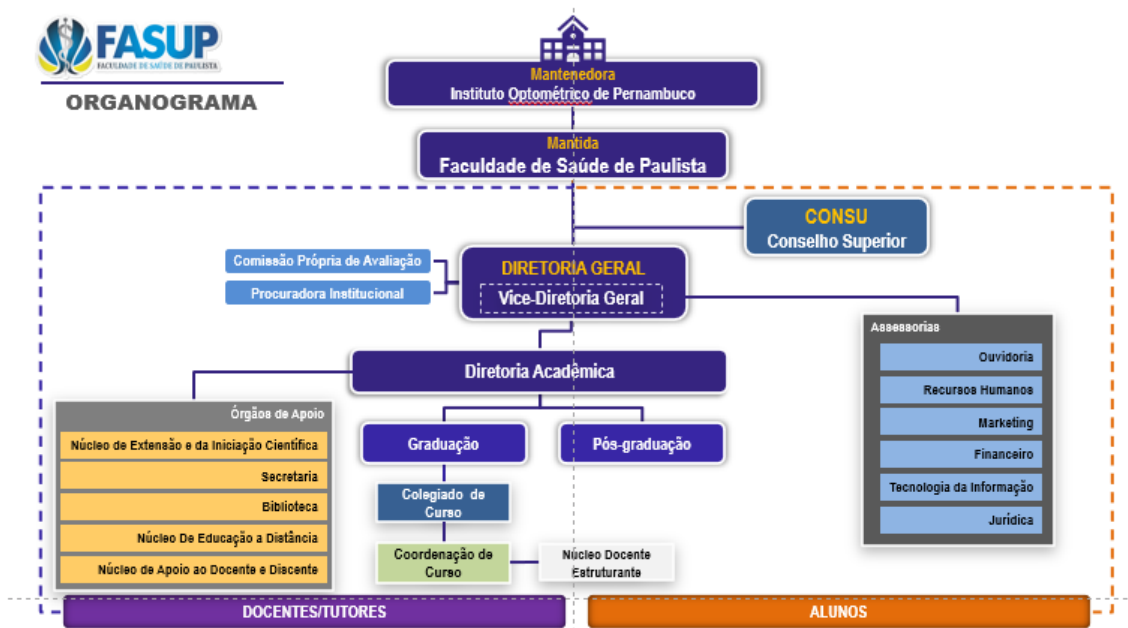 FASUP
FACULDADE DE SAÚDE DE PAULISTA
ORGANOGRAMA
Mantenedora
Instituto Optométrico de Pernambuco
Mantida
Faculdade de Saúde de Paulista
CONSU
Conselho Superior
Comissão Própria de Avaliação
Procuradora Institucional
DIRETORIA GERAL
Vice-Diretoria Geral
Diretoria Acadêmica
Assessorias
Ouvidoria
Recursos Humanos
Marketing
Financeiro
Tecnologia da Informação
Jurídica
Órgãos de Apoio
Núcleo de Extensão e da Iniciação Científica
Secretaria
Biblioteca
Núcleo De Educação a Distância
Núcleo de Apoio ao Docente e Discente
Graduação
Pós-graduação
Colegiado de
Curso
Coordenação de
Curso
Núcleo Docente
Estruturante
DOCENTES/TUTORES
ALUNOS